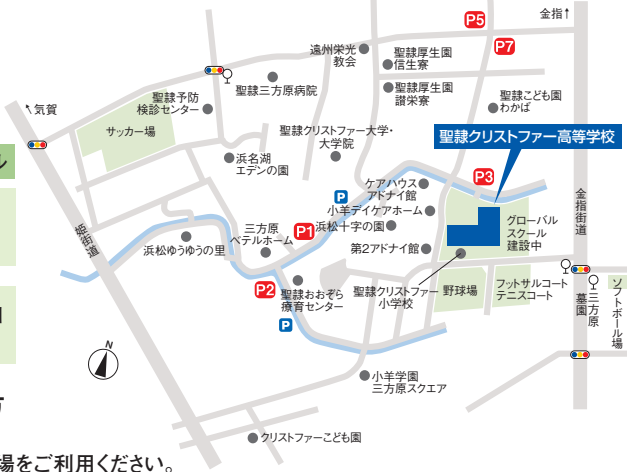 P5
金指↑
P7
遠州栄光
教会
聖隷厚生園
信生寮
聖隷三方原病院
聖隷厚生園
讃栄寮
聖隷こども園
わかば
↖気賀
聖隷予防
検診センター
サッカー場
聖隷クリストファー大学・
大学院
聖隷クリストファー高等学校
ル
浜名湖
エデンの園
ケアハウス
アドナイ館
P3
P
小羊デイケアホーム
金指街道
姫街道
三方原
ベテルホーム
P1
浜松十字の園
グローバル
スクール
建設中
浜松ゆうゆうの里
第2アドナイ館
P2
聖隷おおぞら
療育センター
聖隷クリストファー
小学校
野球場
フットサルコート
テニスコート
三方原
墓園
ソフトボール場
P
N
小羊学園
三方原スクエア
クリストファーこども園
場をご利用ください。